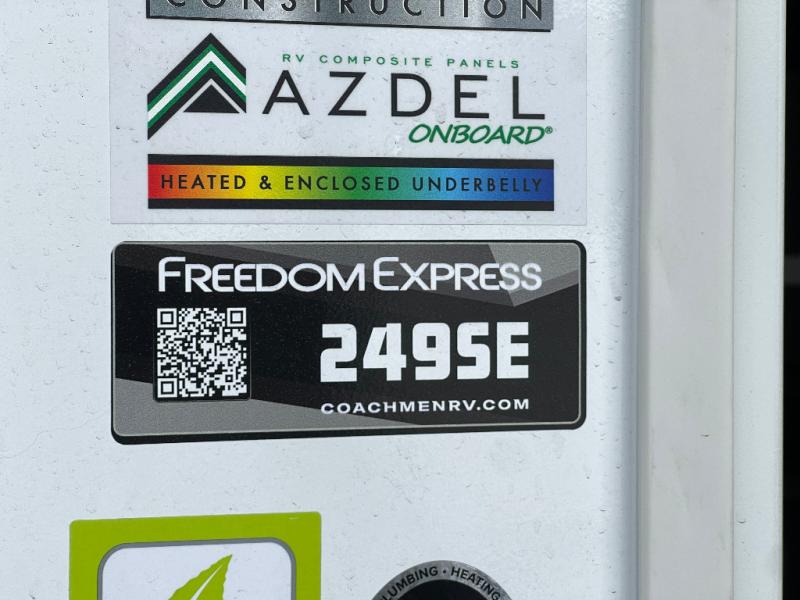 CONSTRUCTION
RV COMPOSITE PANELS
AZDEL
ONBOARD®
HEATED & ENCLOSED UNDERBELLY
FREEDOM EXPRESS
249SE
COACHMENRV.COM
PLUMBING • HEATING